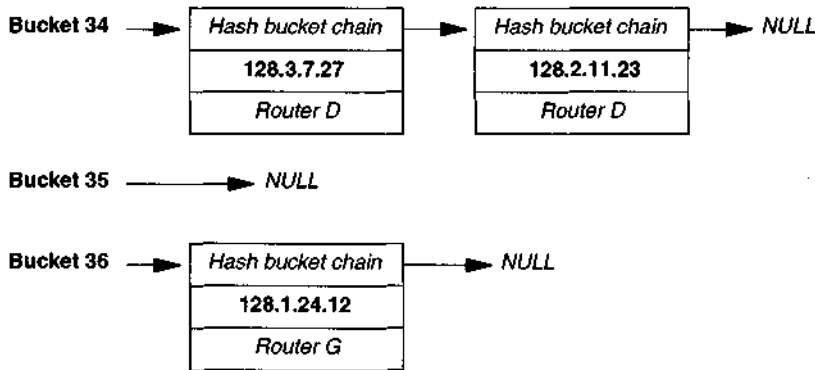 Bucket 34 Hash bucket chain Hash bucket chain NULL
128.3.7.27 128.2.11.23
Router D Router D
Bucket 35 NULL
Bucket 36 Hash bucket chain NULL
128.1.24.12
Router G